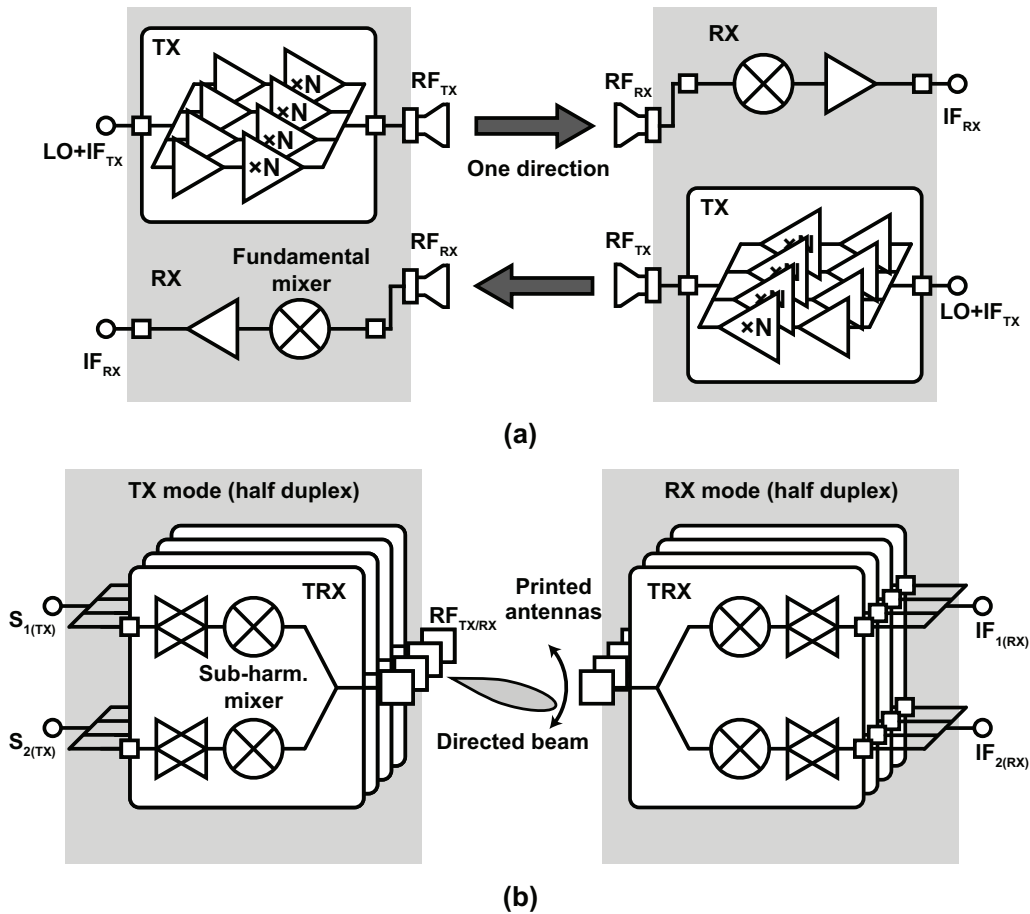 TX
×N
×N
×N
×N
LO+IF_TX
RF_TX
One direction
RF_RX
RX
IF_RX
RX
Fundamental
mixer
IF_RX
RF_RX
RF_TX
TX
×N
×N
×N
×N
LO+IF_TX
(a)
TX mode (half duplex)
TRX
S_1(TX)
S_2(TX)
Sub-harm.
mixer
RF_TX/RX
Printed
antennas
Directed beam
RX mode (half duplex)
TRX
IF_1(RX)
IF_2(RX)
(b)